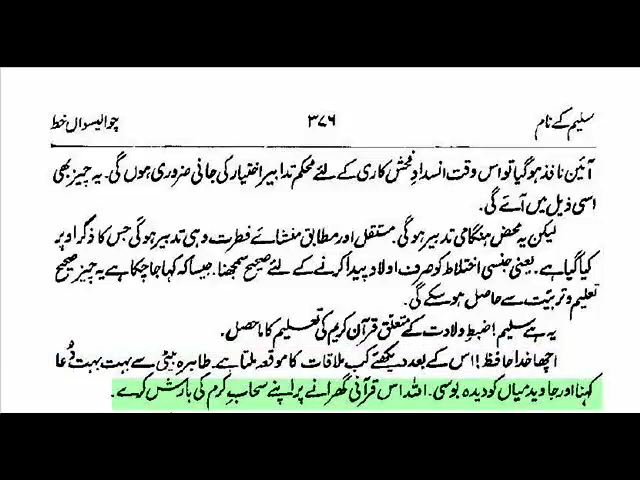 سلیم کے نام ۳۷۶ چوالیسواں خط
آئین نافذ ہوگیا تو اس وقت انسدادِ فحش کاری کے لئے محکم تدابیر اختیار کی جانی ضروری ہوں گی۔ یہ چیز بھی
اسی ذیل میں آئے گی۔
لیکن یہ محض ہنگامی تدبیر ہوگی۔ مستقل اور مطابق منشائے فطرت وہی تدبیر ہوگی جس کا ذکر اوپر
کیا گیا ہے۔ یعنی جنسی اختلاط کو صرف اولاد پیدا کرنے کے لئے صحیح سمجھنا۔ جیسا کہ کہا جا چکا ہے یہ چیز صحیح
تعلیم و تربیت سے حاصل ہو سکے گی۔
یہ ہے سلیم! ضبطِ ولادت کے متعلق قرآن کریم کی تعلیم کا ماحصل۔
اچھا خدا حافظ! اس کے بعد دیکھئے کب ملاقات کا موقعہ ملتا ہے۔ طاہرہ بیٹی سے بہت بہت دُعا
کہنا اور جاوید میاں کو دیدہ بوسی۔ اللہ اس قرآنی گھرانے پر اپنے سحابِ کرم کی بارش کرے۔